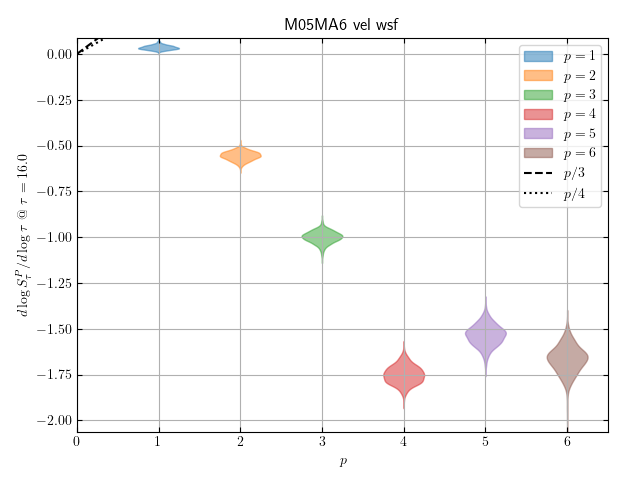 M05MA6 vel wsf
d log S_τ^P / d log τ @ τ = 16.0
0.00
−0.25
−0.50
−0.75
−1.00
−1.25
−1.50
−1.75
−2.00
p = 1
p = 2
p = 3
p = 4
p = 5
p = 6
p/3
p/4
0 1 2 3 4 5 6
p